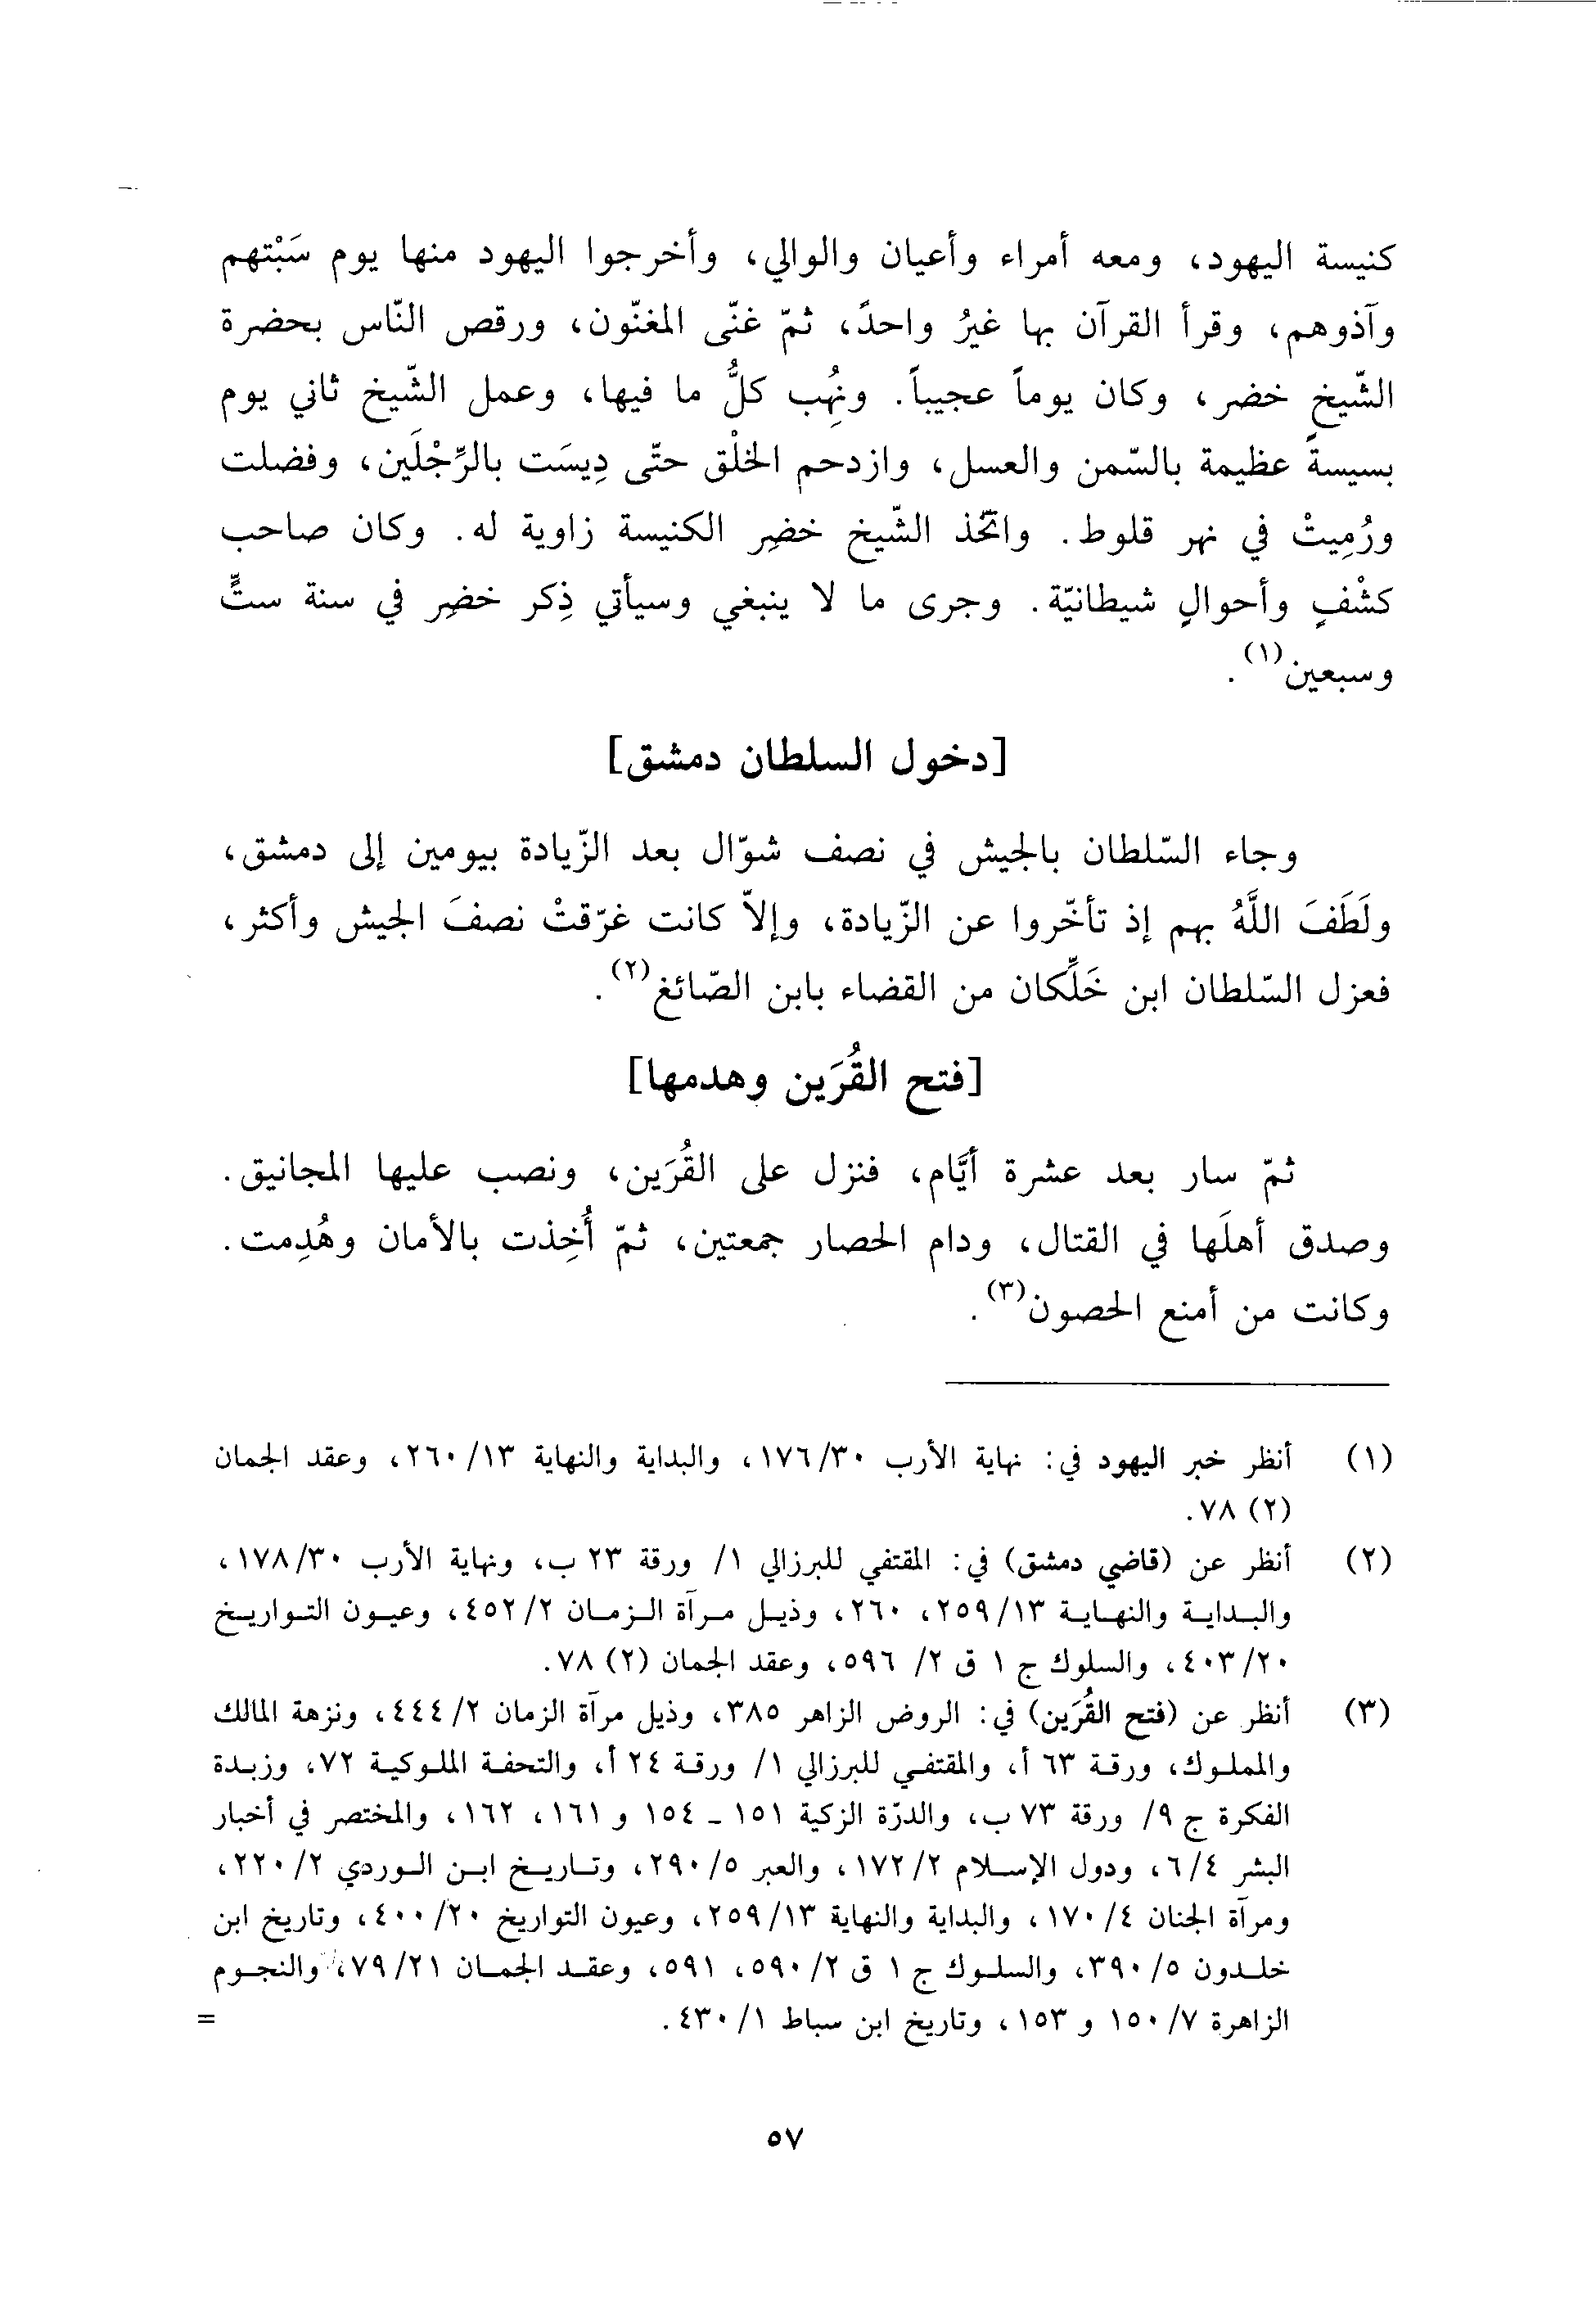 كنيسة اليهود، ومعه أمراء وأعيان والوالي، وأخرجوا اليهود منها يوم سَبْتهم
وآذوهم، وقرأ القرآن بها غيرُ واحدً، ثمّ غنّى المغنّون، ورقص النّاس بحضرة
الشّيخ خضر، وكان يوماً عجيباً. ونُهِب كلُّ ما فيها، وعمل الشّيخ ثاني يوم
بسيسةً عظيمة بالسّمن والعسل، وازدحم الخلْق حتّى دِيسَت بالرِّجْلَين، وفضلت
ورُمِيتْ في نهر قلوط. واتّخذ الشّيخ خضِر الكنيسة زاوية له. وكان صاحب
كشْفٍ وأحوالٍ شيطانيّة. وجرى ما لا ينبغي وسيأتي ذِكر خضِر في سنة ستٍّ
وسبعين(١).
[دخول السلطان دمشق]
وجاء السّلطان بالجيش في نصف شوّال بعد الزّيادة بيومين إلى دمشق،
ولَطَفَ اللَّهُ بهم إذ تأخّروا عن الزّيادة، وإلاّ كانت غرّقتْ نصفَ الجيش وأكثر،
فعزل السّلطان ابن خَلِّكان من القضاء بابن الصّائغ(٢).
[فتح القُرَين وهدمها]
ثمّ سار بعد عشرة أيَّام، فنزل على القُرَين، ونصب عليها المجانيق.
وصدق أهلَها في القتال، ودام الحصار جمعتين، ثمّ أُخِذت بالأمان وهُدِمت.
وكانت من أمنع الحصون(٣).
(١) أنظر خبر اليهود في: نهاية الأرب ١٧٦/٣٠، والبداية والنهاية ٢٦٠/١٣، وعقد الجمان
(٢) ٧٨.
(٢) أنظر عن (قاضي دمشق) في: المقتفي للبرزالي ١/ ورقة ٢٣ ب، ونهاية الأرب ١٧٨/٣٠،
والبداية والنهاية ٢٥٩/١٣، ٢٦٠، وذيل مرآة الزمان ٤٥٢/٢، وعيون التواريخ
٤٠٣/٢٠، والسلوك ج ١ ق ٢/ ٥٩٦، وعقد الجمان (٢) ٧٨.
(٣) أنظر عن (فتح القُرَين) في: الروض الزاهر ٣٨٥، وذيل مرآة الزمان ٤٤٤/٢، ونزهة المالك
والمملوك، ورقة ٦٣ أ، والمقتفي للبرزالي ١/ ورقة ٢٤ أ، والتحفة الملوكية ٧٢، وزبدة
الفكرة ج ٩/ ورقة ٧٣ ب، والدرّة الزكية ١٥١ ـ ١٥٤ و ١٦١، ١٦٢، والمختصر في أخبار
البشر ٦/٤، ودول الإسلام ١٧٢/٢، والعبر ٢٩٠/٥، وتاريخ ابن الوردي ٢٢٠/٢،
ومرآة الجنان ١٧٠/٤، والبداية والنهاية ٢٥٩/١٣، وعيون التواريخ ٤٠٠/٢٠، وتاريخ ابن
خلدون ٣٩٠/٥، والسلوك ج ١ ق ٥٩٠/٢، ٥٩١، وعقد الجمان ٧٩/٢١، والنجوم
الزاهرة ١٥٠/٧ و ١٥٣، وتاريخ ابن سباط ٤٣٠/١. =
٥٧